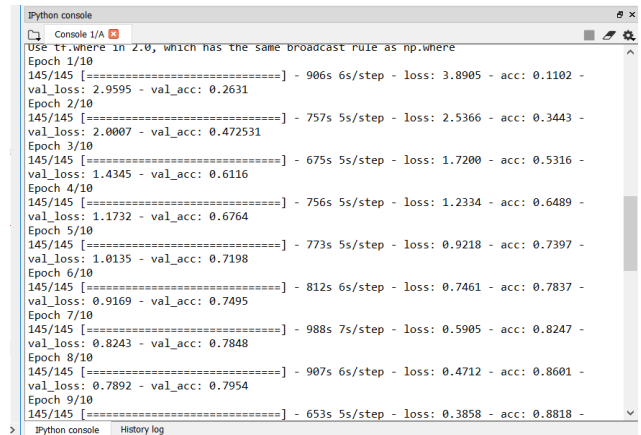 IPython console
Console 1/A
Use tf.where in 2.0, which has the same broadcast rule as np.where
Epoch 1/10
145/145 [==============================] - 906s 6s/step - loss: 3.8905 - acc: 0.1102 -
val_loss: 2.9595 - val_acc: 0.2631
Epoch 2/10
145/145 [==============================] - 757s 5s/step - loss: 2.5366 - acc: 0.3443 -
val_loss: 2.0007 - val_acc: 0.472531
Epoch 3/10
145/145 [==============================] - 675s 5s/step - loss: 1.7200 - acc: 0.5316 -
val_loss: 1.4345 - val_acc: 0.6116
Epoch 4/10
145/145 [==============================] - 756s 5s/step - loss: 1.2334 - acc: 0.6489 -
val_loss: 1.1732 - val_acc: 0.6764
Epoch 5/10
145/145 [==============================] - 773s 5s/step - loss: 0.9218 - acc: 0.7397 -
val_loss: 1.0135 - val_acc: 0.7198
Epoch 6/10
145/145 [==============================] - 812s 6s/step - loss: 0.7461 - acc: 0.7837 -
val_loss: 0.9169 - val_acc: 0.7495
Epoch 7/10
145/145 [==============================] - 988s 7s/step - loss: 0.5905 - acc: 0.8247 -
val_loss: 0.8243 - val_acc: 0.7848
Epoch 8/10
145/145 [==============================] - 907s 6s/step - loss: 0.4712 - acc: 0.8601 -
val_loss: 0.7892 - val_acc: 0.7954
Epoch 9/10
145/145 [==============================] - 653s 5s/step - loss: 0.3858 - acc: 0.8818 -
IPython console History log